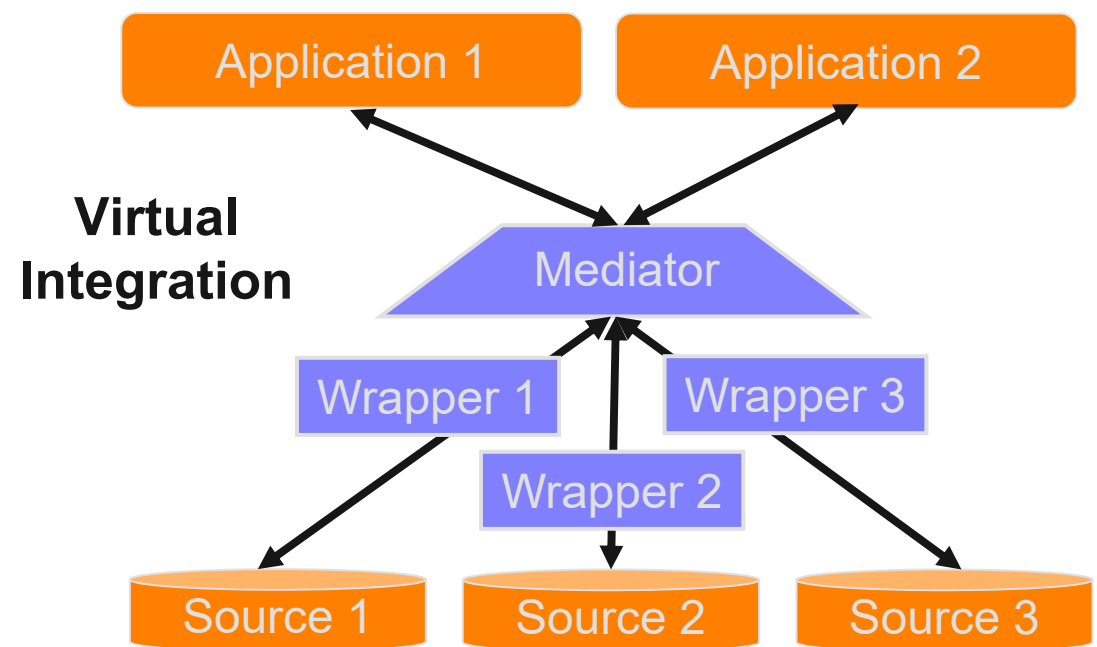 Application 1
Application 2
Virtual
Integration
Mediator
Wrapper 1
Wrapper 3
Wrapper 2
Source 1
Source 2
Source 3